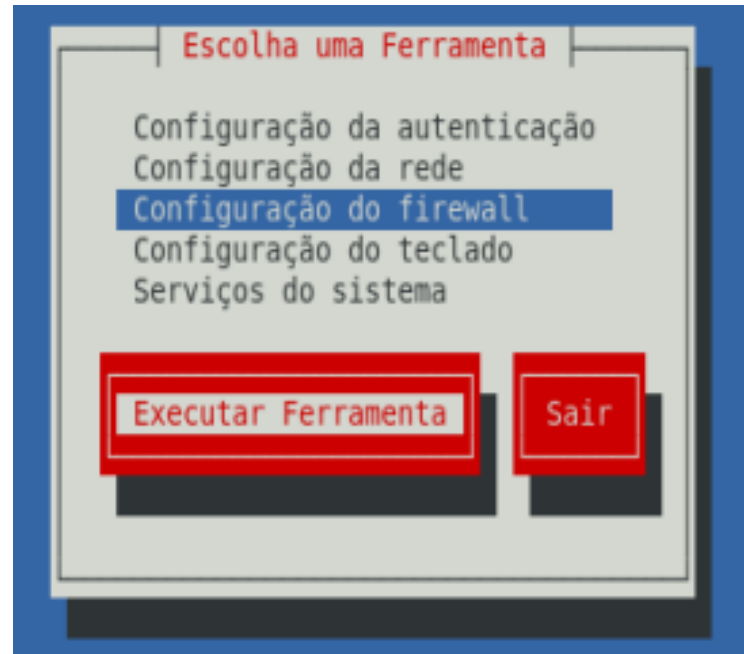 Escolha uma Ferramenta
Configuração da autenticação
Configuração da rede
Configuração do firewall
Configuração do teclado
Serviços do sistema
Executar Ferramenta
Sair